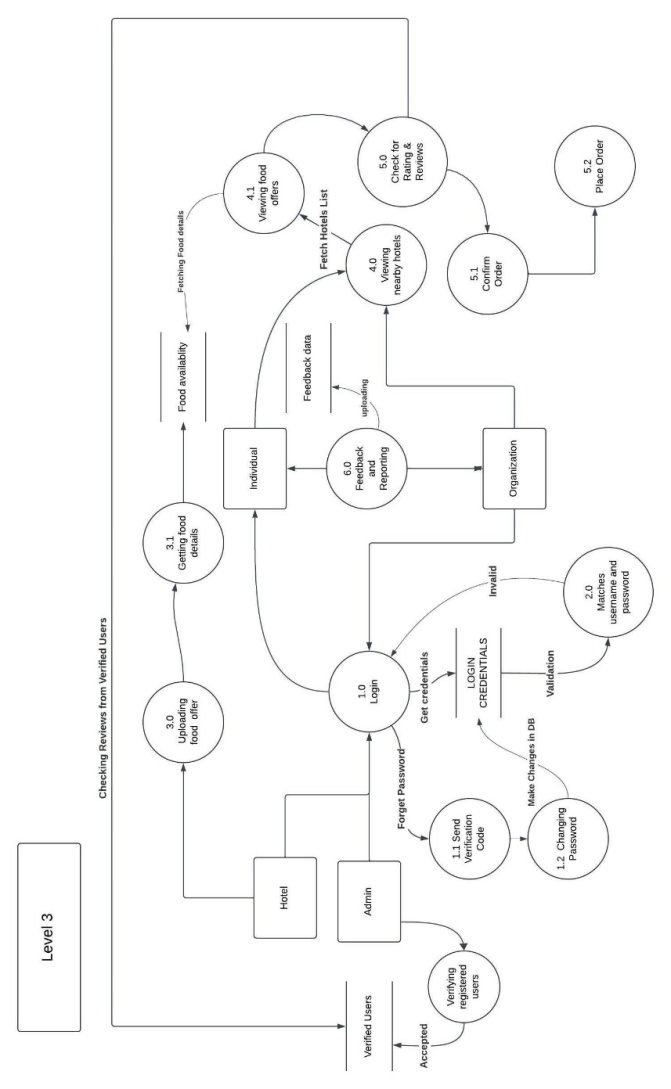 Level 3
Checking Reviews from Verified Users
Verified Users
Accepted
Verifying
registered
users
Hotel
Admin
3.0
Uploading
food offer
3.1
Getting food
details
Food availablity
Fetching Food details
4.1
Viewing food
offers
Fetch Hotels List
4.0
Viewing
nearby hotels
5.0
Check for
Rating &
Reviews
5.1
Confirm
Order
5.2
Place Order
Individual
Feedback data
uploading
6.0
Feedback
and
Reporting
Organization
1.0
Login
Forget Password
1.1 Send
Verification
Code
1.2 Changing
Password
Make Changes in DB
Get credentials
LOGIN
CREDENTIALS
Validation
2.0
Matches
username and
password
Invalid